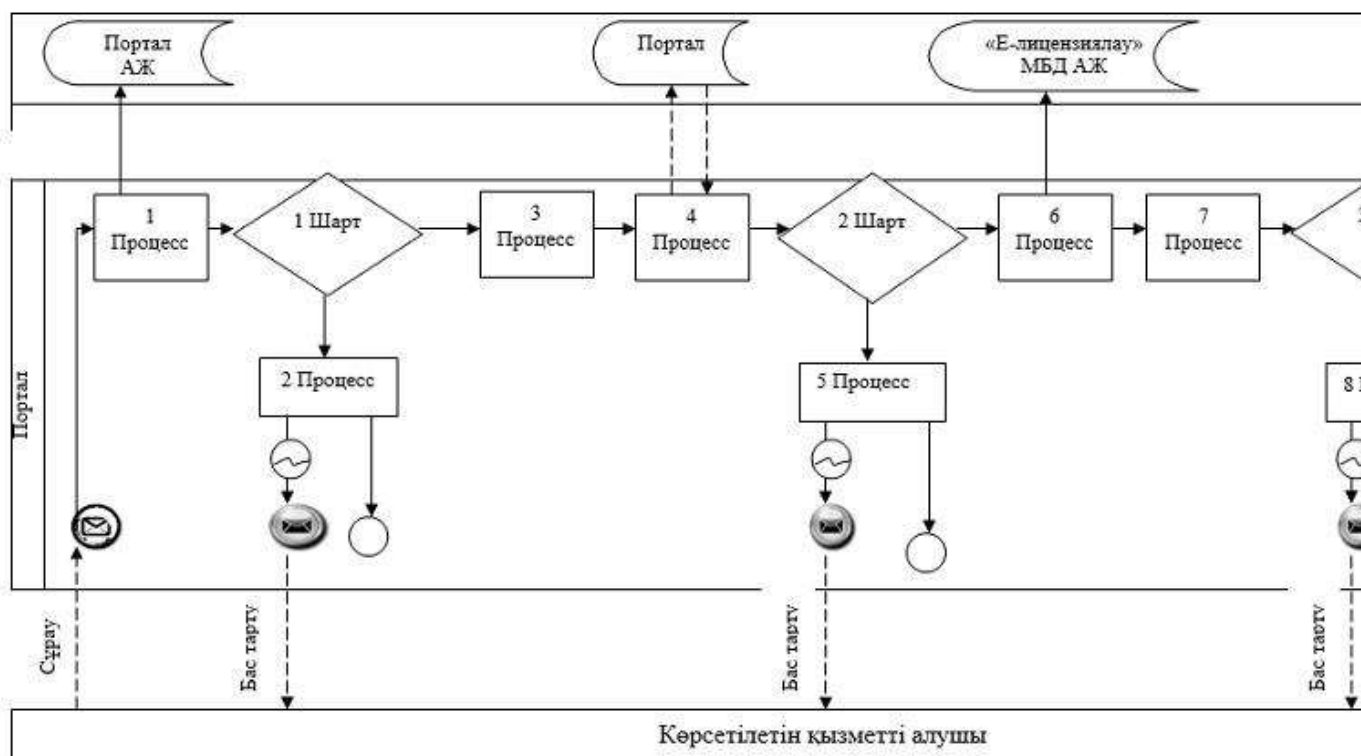 Портал
АЖ
Портал
«Е-лицензиялау»
МБД АЖ
1
Процесс
1 Шарт
3
Процесс
4
Процесс
2 Шарт
6
Процесс
7
Процесс
2 Процесс
5 Процесс
8
Портал
Сұрау
Бас тарту
Бас тарту
Бас тарту
Көрсетілетін қызметті алушы